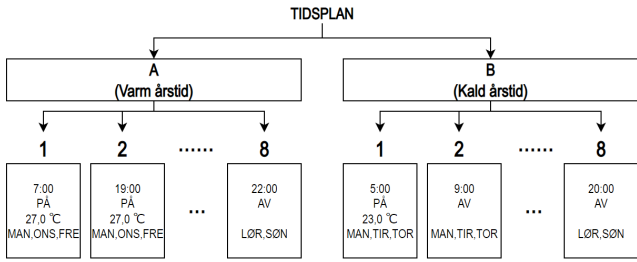 TIDSPLAN
A
(Varm årstid)
B
(Kald årstid)
1
2
......
8
1
2
......
8
7:00
PÅ
27,0 ℃
MAN,ONS,FRE
19:00
PÅ
27,0 ℃
MAN,ONS,FRE
...
22:00
AV
LØR,SØN
5:00
PÅ
23,0 ℃
MAN,TIR,TOR
9:00
AV
MAN,TIR,TOR
...
20:00
AV
LØR,SØN